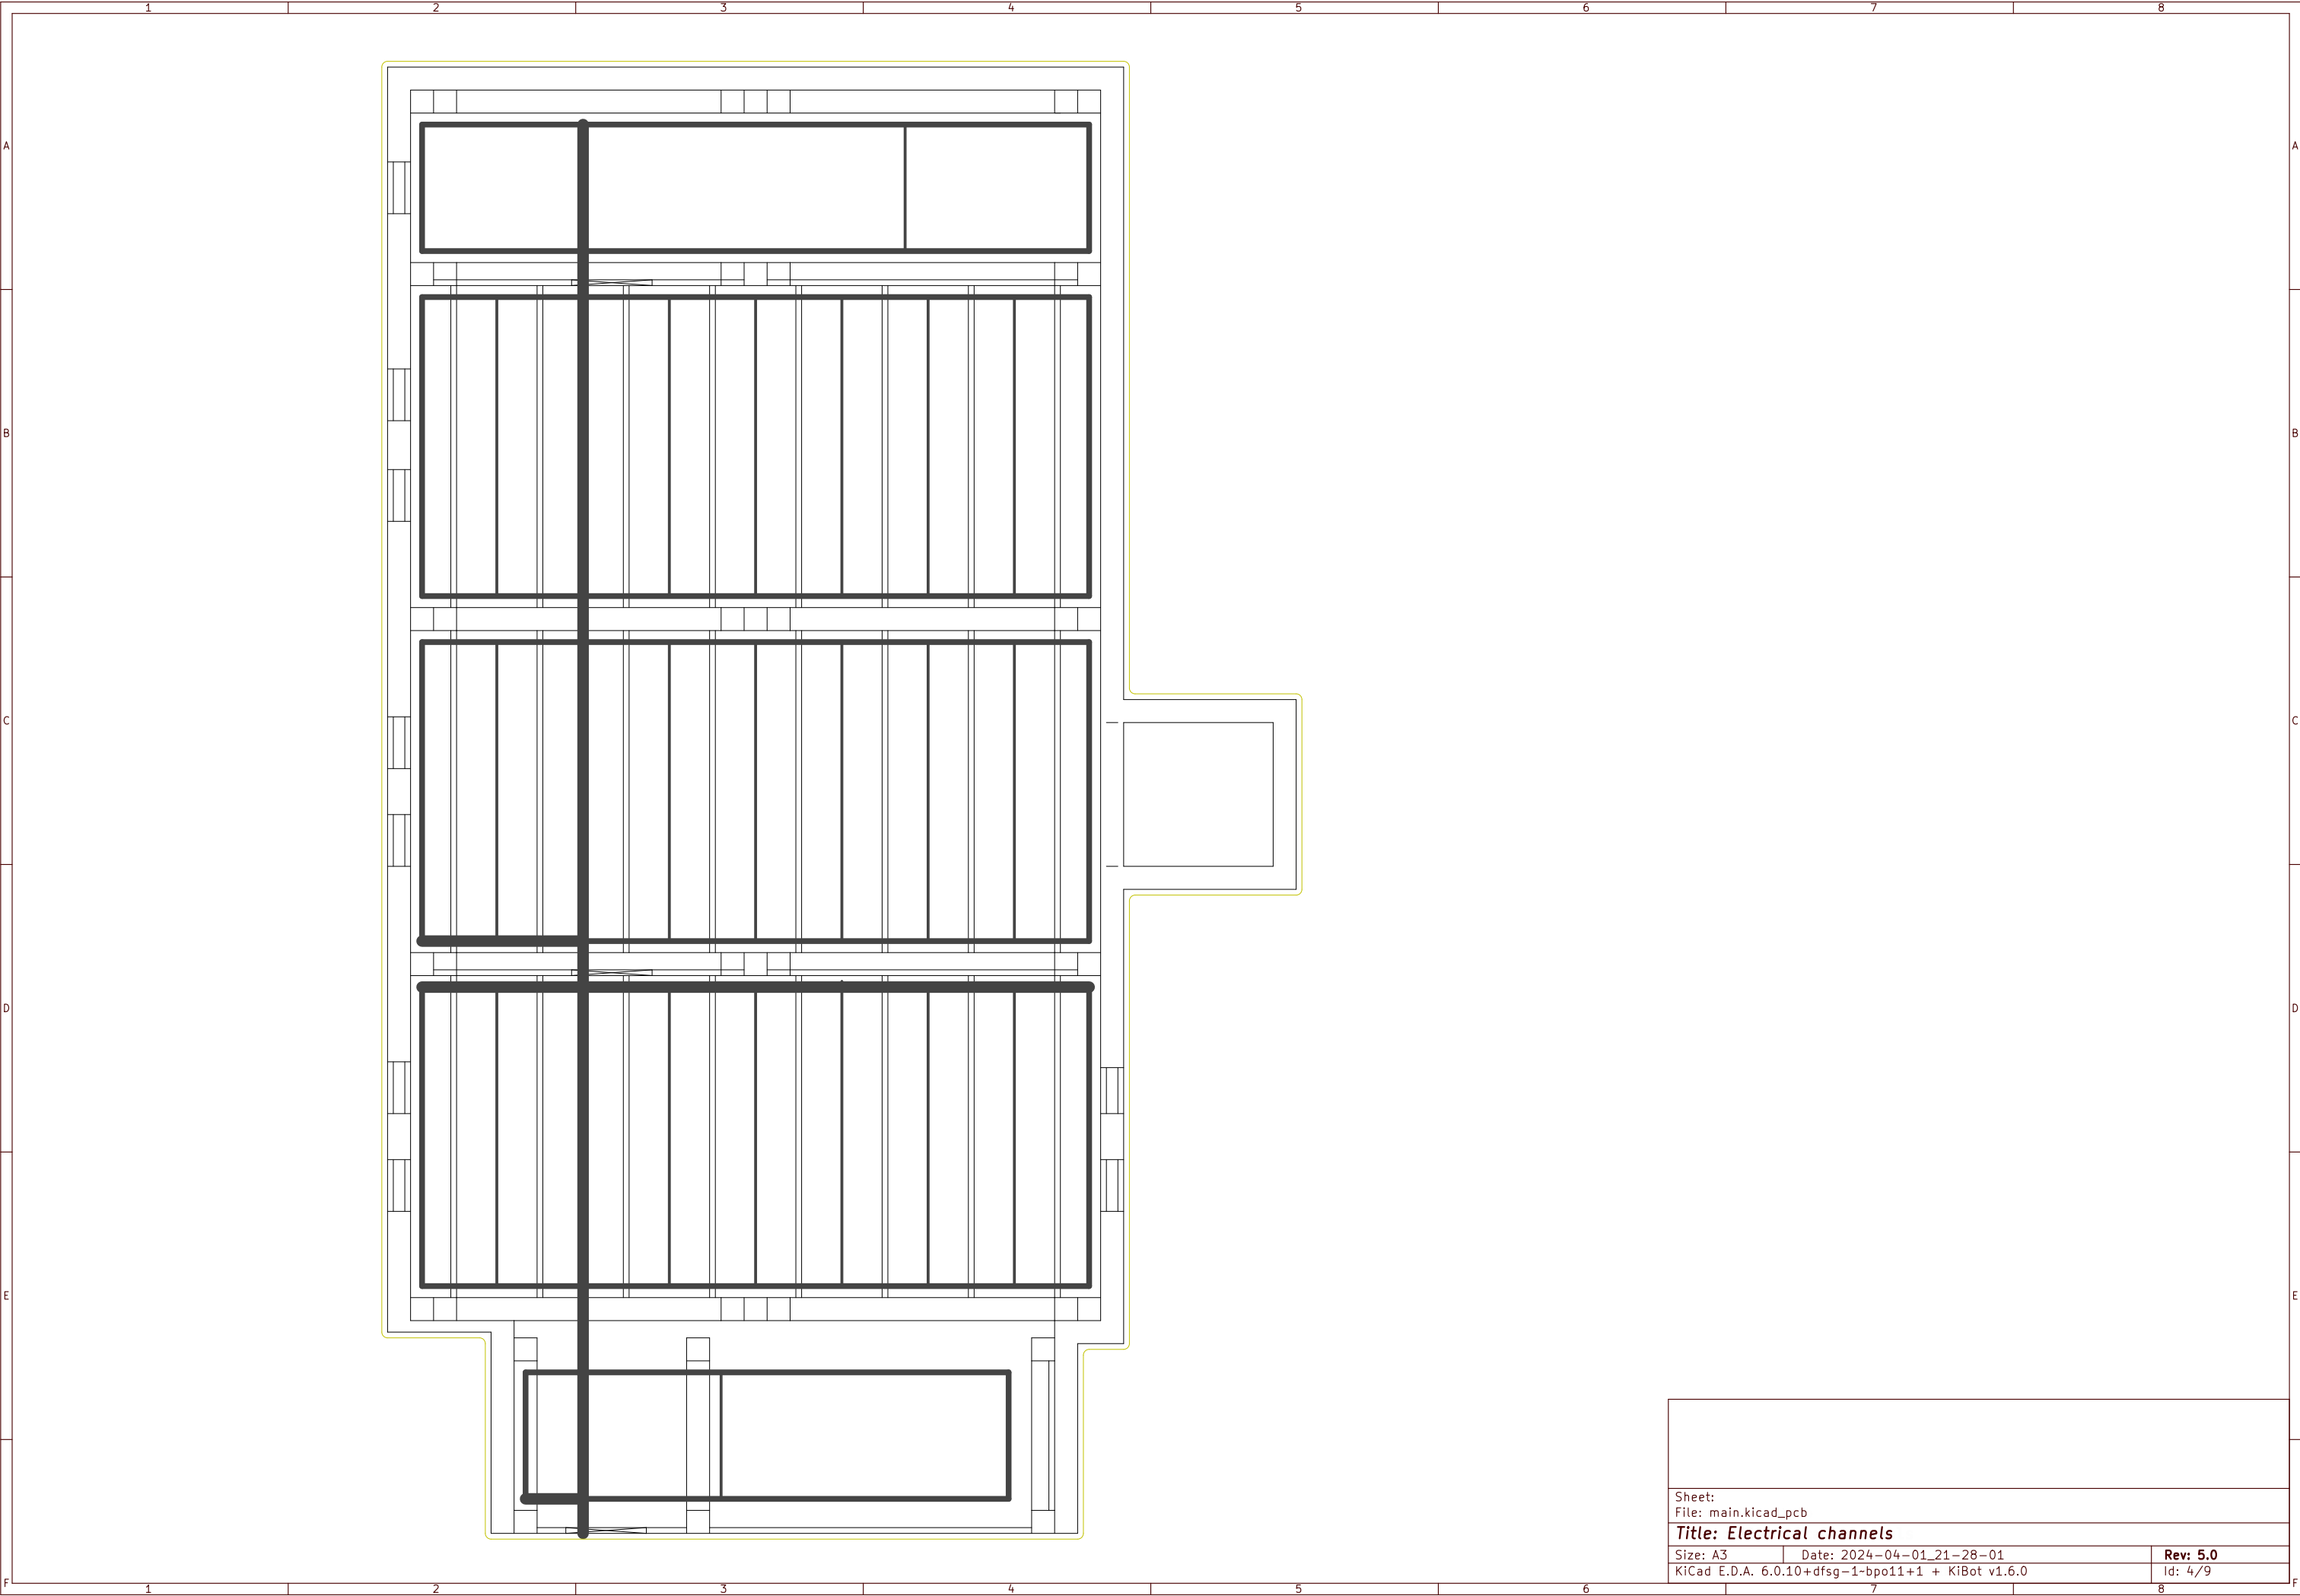 1 2 3 4 5 6 7 8
A A
B B
C C
D D
E E
Sheet:
File: main.kicad_pcb
Title: Electrical channels
Size: A3 Date: 2024-04-01_21-28-01 Rev: 5.0
KiCad E.D.A. 6.0.10+dfsg-1~bpo11+1 + KiBot v1.6.0 Id: 4/9
F F
1 2 3 4 5 6 7 8